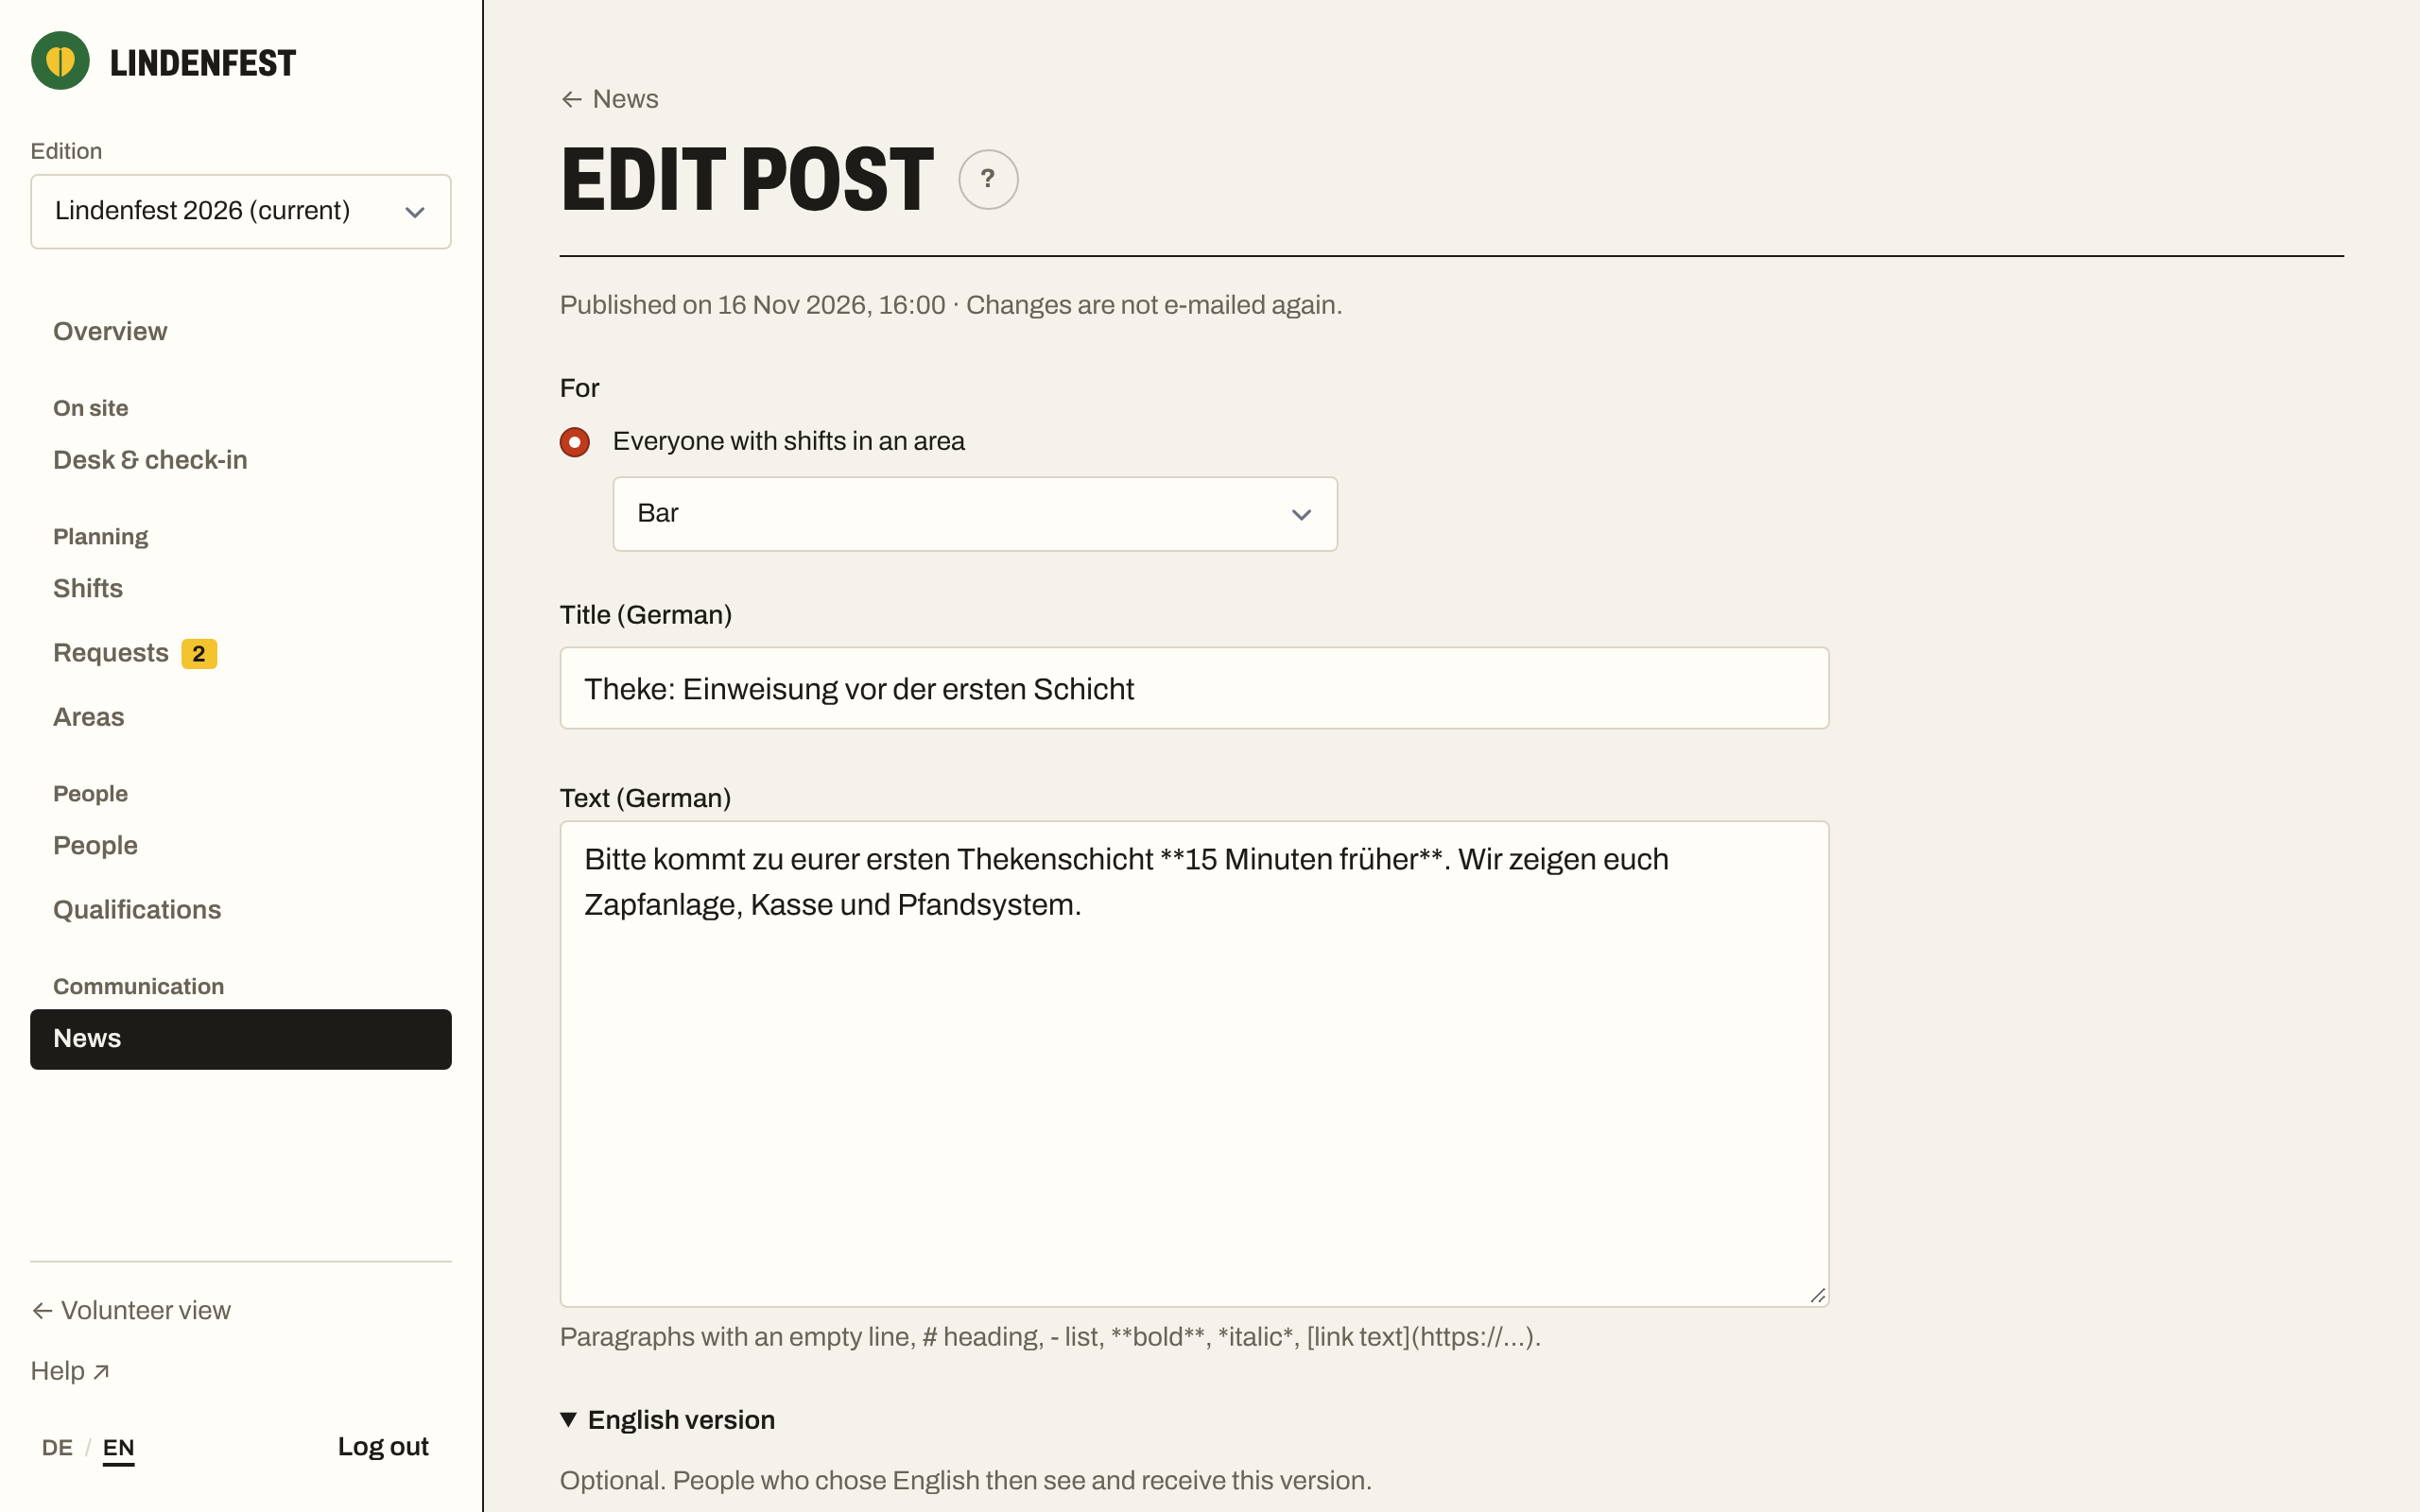 LINDENFEST
Edition
Lindenfest 2026 (current)
Overview
On site
Desk & check-in
Planning
Shifts
Requests 2
Areas
People
People
Qualifications
Communication
News
← Volunteer view
Help ↗
DE / EN
Log out
← News
EDIT POST ?
Published on 16 Nov 2026, 16:00 · Changes are not e-mailed again.
For
Everyone with shifts in an area
Bar
Title (German)
Theke: Einweisung vor der ersten Schicht
Text (German)
Bitte kommt zu eurer ersten Thekenschicht **15 Minuten früher**. Wir zeigen euch
Zapfanlage, Kasse und Pfandsystem.
Paragraphs with an empty line, # heading, - list, **bold**, *italic*, [link text](https://…).
▼ English version
Optional. People who chose English then see and receive this version.